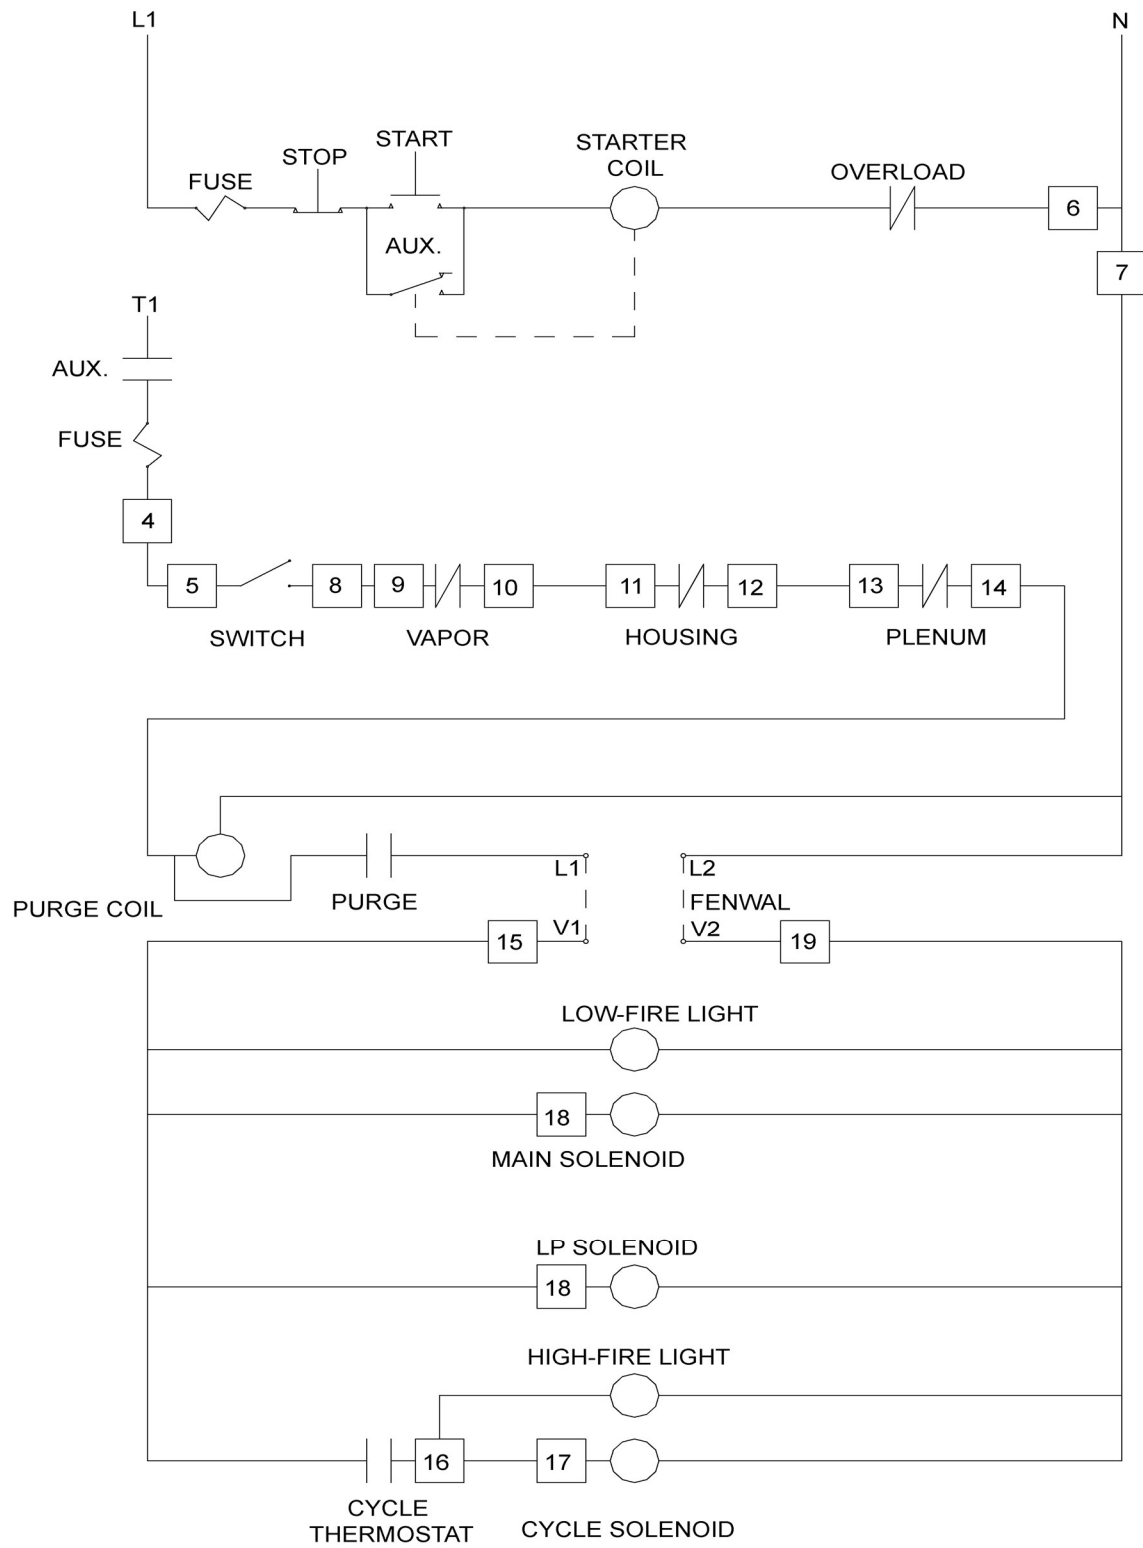 L1
N
START
STARTER
COIL
STOP
OVERLOAD
FUSE
6
AUX.
7
T1
AUX.
FUSE
4
5
8
9
10
11
12
13
14
SWITCH
VAPOR
HOUSING
PLENUM
L1
L2
PURGE COIL
PURGE
FENWAL
V1
V2
15
19
LOW-FIRE LIGHT
18
MAIN SOLENOID
LP SOLENOID
18
HIGH-FIRE LIGHT
16
17
CYCLE
THERMOSTAT
CYCLE SOLENOID